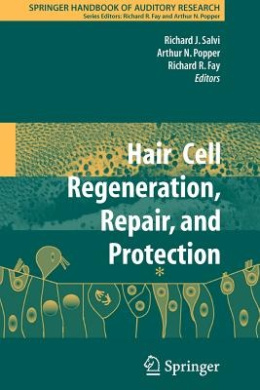 SPRINGER HANDBOOK OF AUDITORY RESEARCH
Series Editors: Richard R. Fay and Arthur N. Popper
Richard J. Salvi
Arthur N. Popper
Richard R. Fay
Editors
Hair Cell
Regeneration,
Repair, and
Protection
*
Springer